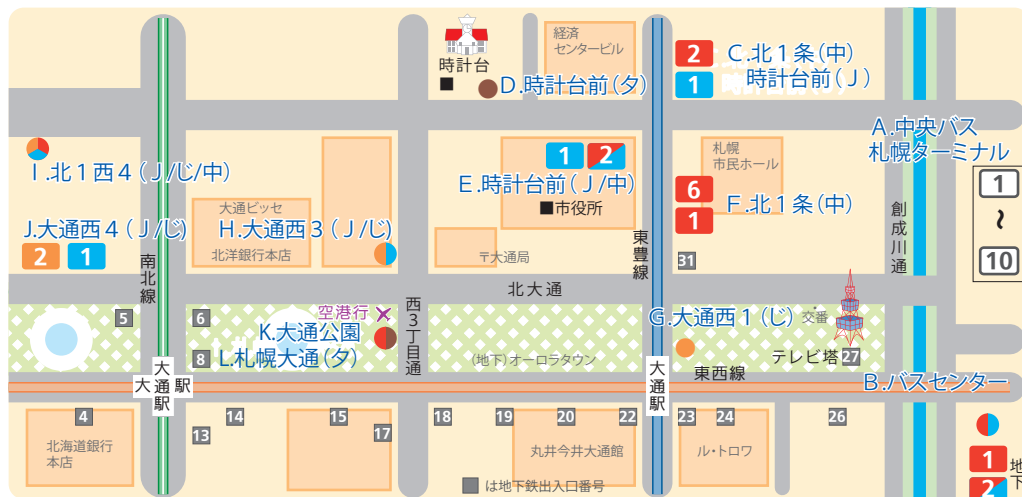 経済
センタービル
時計台
D.時計台前(夕)
2
1
C.北1条(中)
時計台前(J)
A.中央バス
札幌ターミナル
1
〜
10
I.北1西4(J/じ/中)
1
2
E.時計台前(J/中)
■市役所
札幌
市民ホール
6
1
F.北1条(中)
大通ビッセ
北洋銀行本店
J.大通西4(J/じ)
2
1
H.大通西3(J/じ)
〒大通局
南北線
東豊線
31
創成川通
北大通
5
6
空港行
K.大通公園
8
L.札幌大通(夕)
西3丁目通
(地下)オーロラタウン
G.大通西1(じ)
交番
テレビ塔
27
東西線
B.バスセンター
大通駅
大通駅
大通駅
4
14
13
15
17
18
19
20
22
23
24
26
北海道銀行
本店
丸井今井大通館
ル・トロワ
1
2
地下
は地下鉄出入口番号